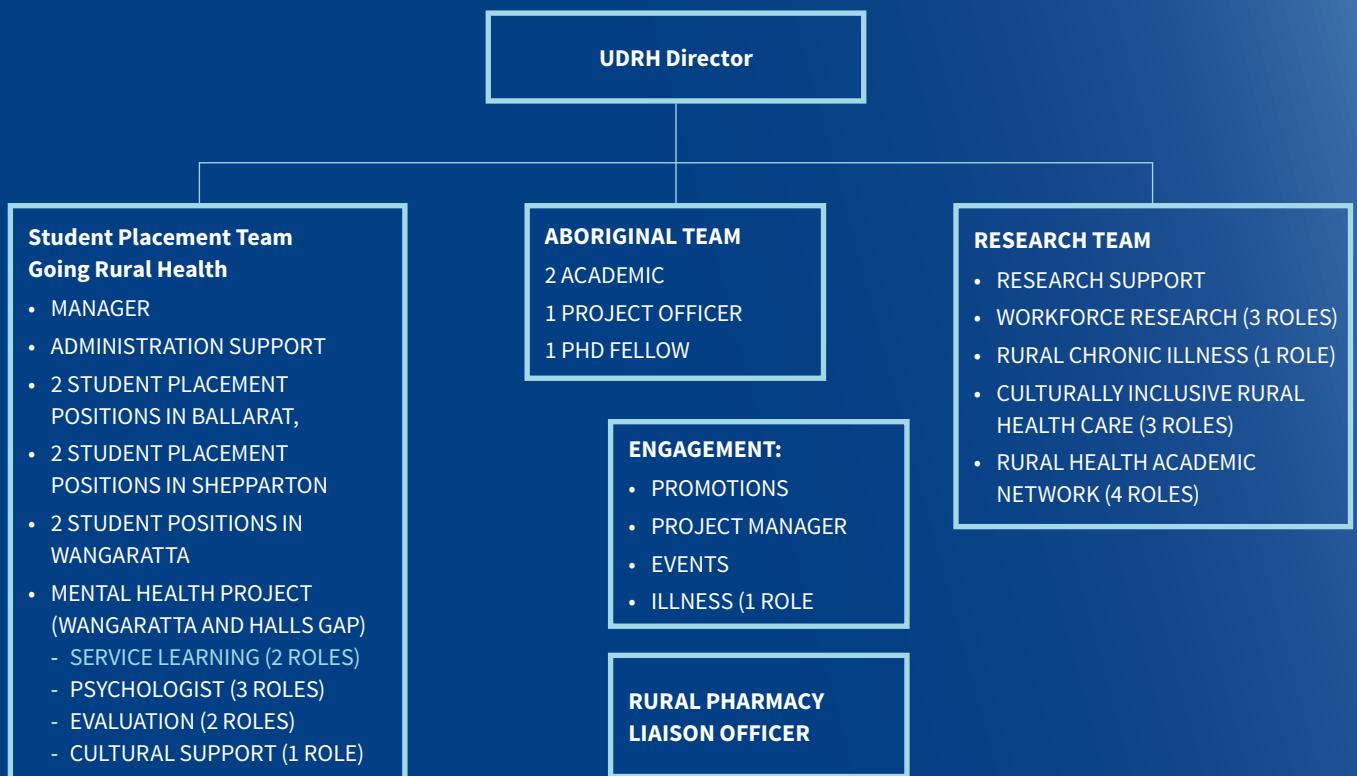 UDRH Director
Student Placement Team
Going Rural Health
• MANAGER
• ADMINISTRATION SUPPORT
• 2 STUDENT PLACEMENT
POSITIONS IN BALLARAT,
• 2 STUDENT PLACEMENT
POSITIONS IN SHEPPARTON
• 2 STUDENT POSITIONS IN
WANGARATTA
• MENTAL HEALTH PROJECT
(WANGARATTA AND HALLS GAP)
- SERVICE LEARNING (2 ROLES)
- PSYCHOLOGIST (3 ROLES)
- EVALUATION (2 ROLES)
- CULTURAL SUPPORT (1 ROLE)
ABORIGINAL TEAM
2 ACADEMIC
1 PROJECT OFFICER
1 PHD FELLOW
ENGAGEMENT:
• PROMOTIONS
• PROJECT MANAGER
• EVENTS
• ILLNESS (1 ROLE
RURAL PHARMACY
LIAISON OFFICER
RESEARCH TEAM
• RESEARCH SUPPORT
• WORKFORCE RESEARCH (3 ROLES)
• RURAL CHRONIC ILLNESS (1 ROLE)
• CULTURALLY INCLUSIVE RURAL
HEALTH CARE (3 ROLES)
• RURAL HEALTH ACADEMIC
NETWORK (4 ROLES)